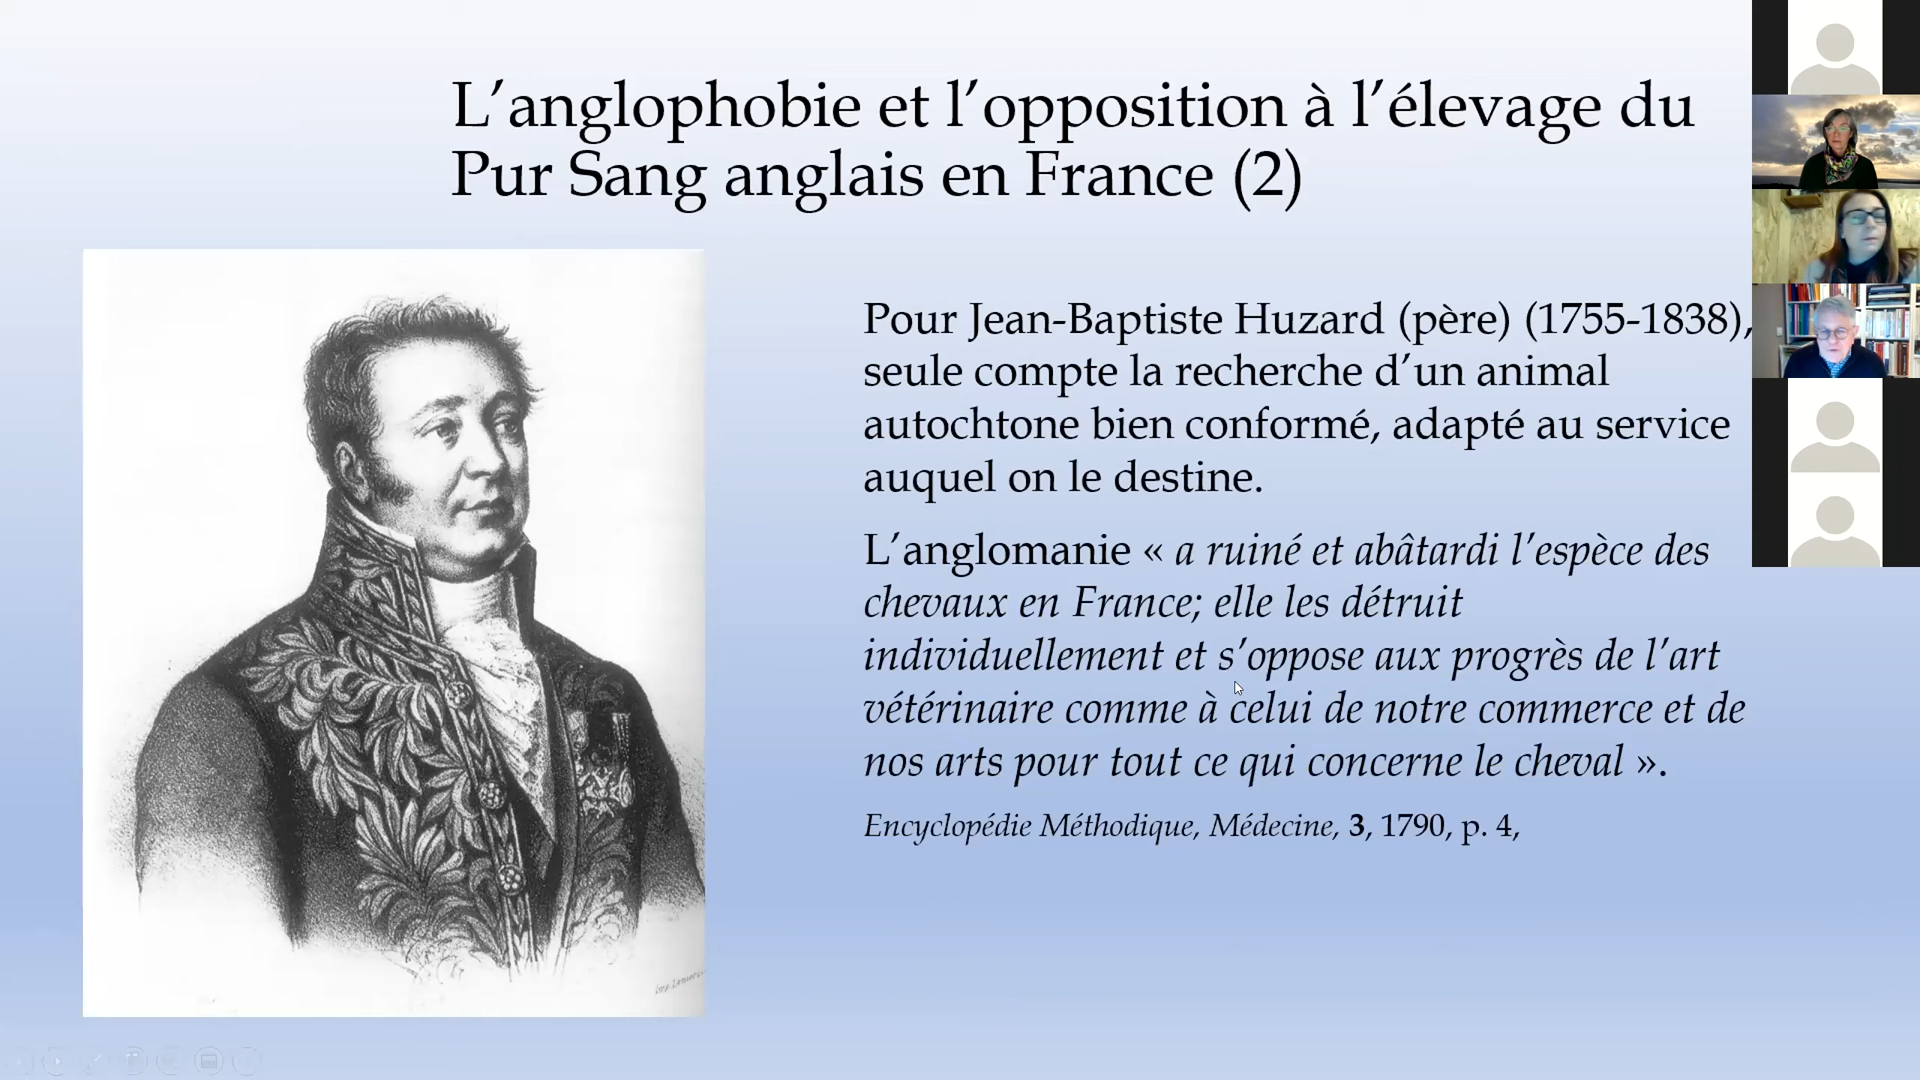 L’anglophobie et l’opposition à l’élevage du
Pur Sang anglais en France (2)
Pour Jean-Baptiste Huzard (père) (1755-1838),
seule compte la recherche d’un animal
autochtone bien conformé, adapté au service
auquel on le destine.
L’anglomanie « a ruiné et abâtardi l’espèce des
chevaux en France; elle les détruit
individuellement et s’oppose aux progrès de l’art
vétérinaire comme à celui de notre commerce et de
nos arts pour tout ce qui concerne le cheval ».
Encyclopédie Méthodique, Médecine, 3, 1790, p. 4,